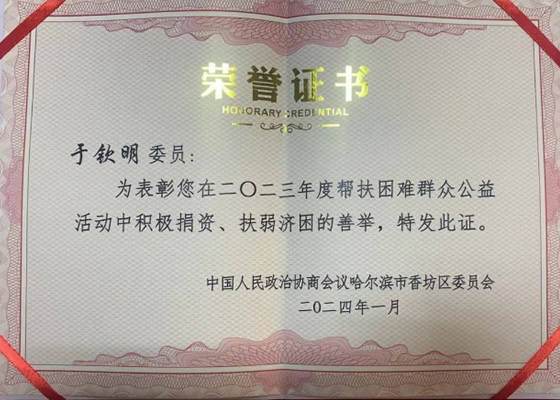 荣誉证书
HONORARY CREDENTIAL
于钦明委员：
为表彰您在二〇二三年度帮扶困难群众公益
活动中积极捐资、扶弱济困的善举，特发此证。
中国人民政治协商会议哈尔滨市香坊区委员会
二〇二四年一月